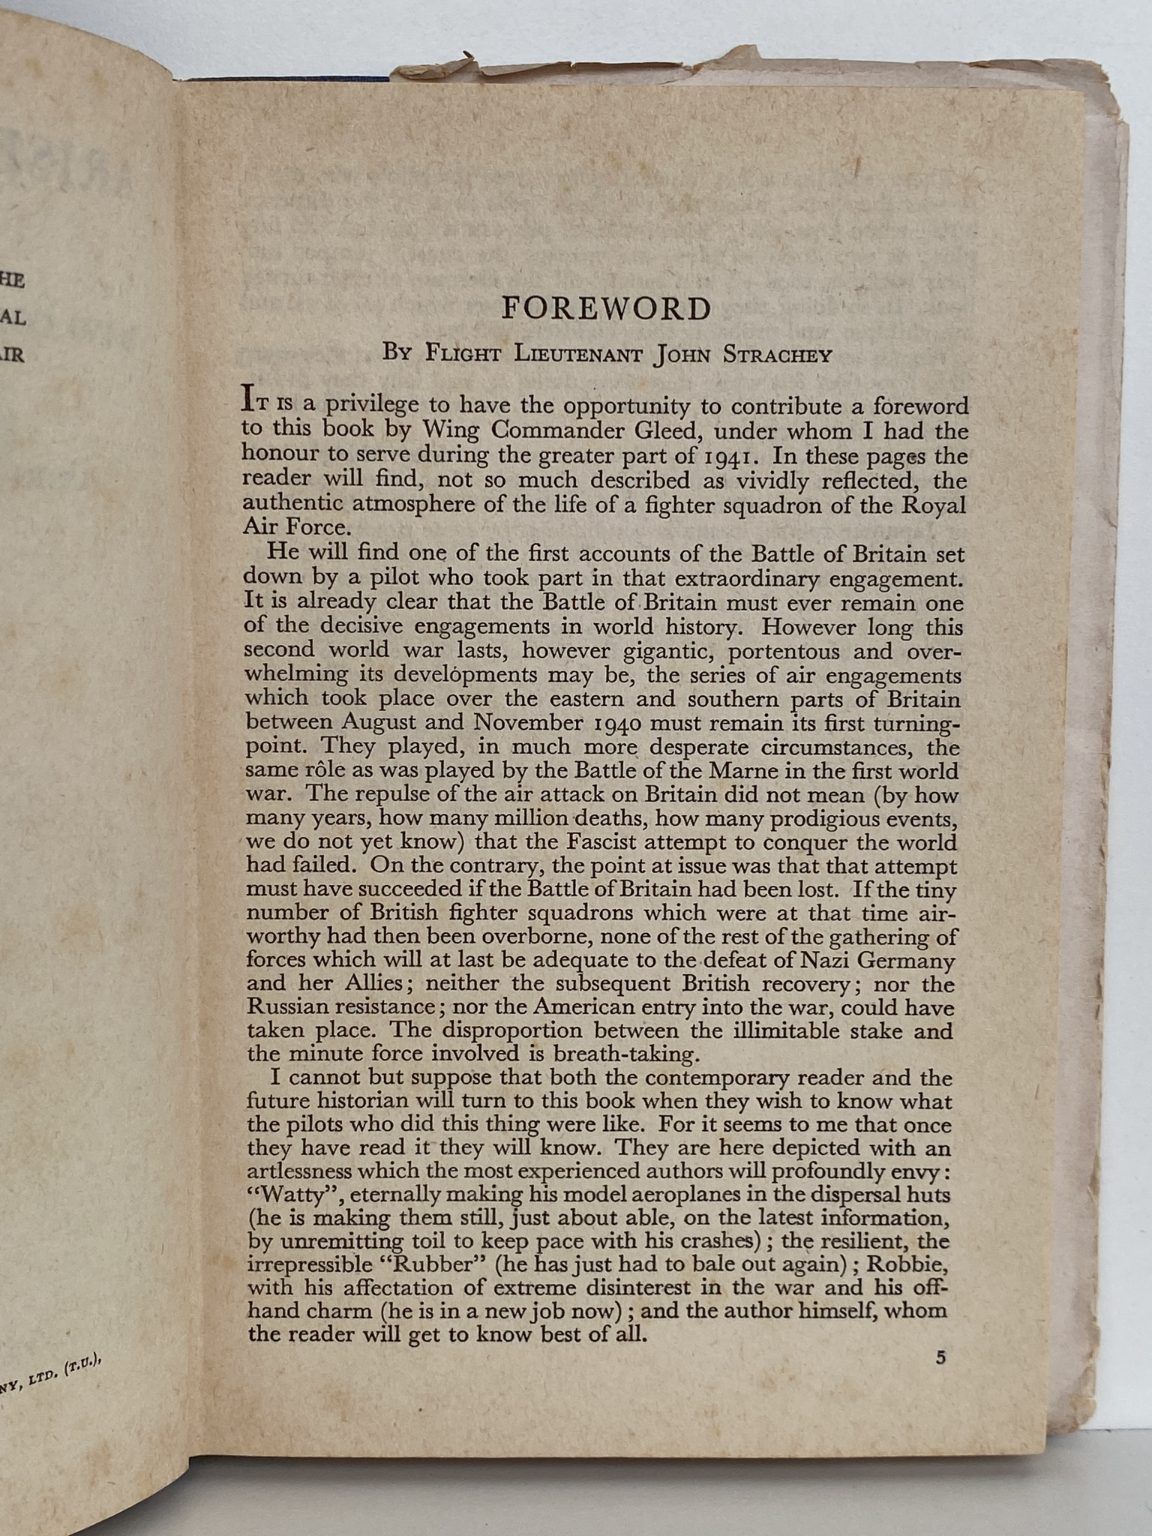 HE
AL
AIR
NY, LTD. (T.U.),
FOREWORD
By Flight Lieutenant John Strachey
It is a privilege to have the opportunity to contribute a foreword
to this book by Wing Commander Gleed, under whom I had the
honour to serve during the greater part of 1941. In these pages the
reader will find, not so much described as vividly reflected, the
authentic atmosphere of the life of a fighter squadron of the Royal
Air Force.
He will find one of the first accounts of the Battle of Britain set
down by a pilot who took part in that extraordinary engagement.
It is already clear that the Battle of Britain must ever remain one
of the decisive engagements in world history. However long this
second world war lasts, however gigantic, portentous and over-
whelming its developments may be, the series of air engagements
which took place over the eastern and southern parts of Britain
between August and November 1940 must remain its first turning-
point. They played, in much more desperate circumstances, the
same rôle as was played by the Battle of the Marne in the first world
war. The repulse of the air attack on Britain did not mean (by how
many years, how many million deaths, how many prodigious events,
we do not yet know) that the Fascist attempt to conquer the world
had failed. On the contrary, the point at issue was that that attempt
must have succeeded if the Battle of Britain had been lost. If the tiny
number of British fighter squadrons which were at that time air-
worthy had then been overborne, none of the rest of the gathering of
forces which will at last be adequate to the defeat of Nazi Germany
and her Allies; neither the subsequent British recovery; nor the
Russian resistance; nor the American entry into the war, could have
taken place. The disproportion between the illimitable stake and
the minute force involved is breath-taking.
I cannot but suppose that both the contemporary reader and the
future historian will turn to this book when they wish to know what
the pilots who did this thing were like. For it seems to me that once
they have read it they will know. They are here depicted with an
artlessness which the most experienced authors will profoundly envy:
“Watty”, eternally making his model aeroplanes in the dispersal huts
(he is making them still, just about able, on the latest information,
by unremitting toil to keep pace with his crashes); the resilient, the
irrepressible “Rubber” (he has just had to bale out again); Robbie,
with his affectation of extreme disinterest in the war and his off-
hand charm (he is in a new job now); and the author himself, whom
the reader will get to know best of all.
5